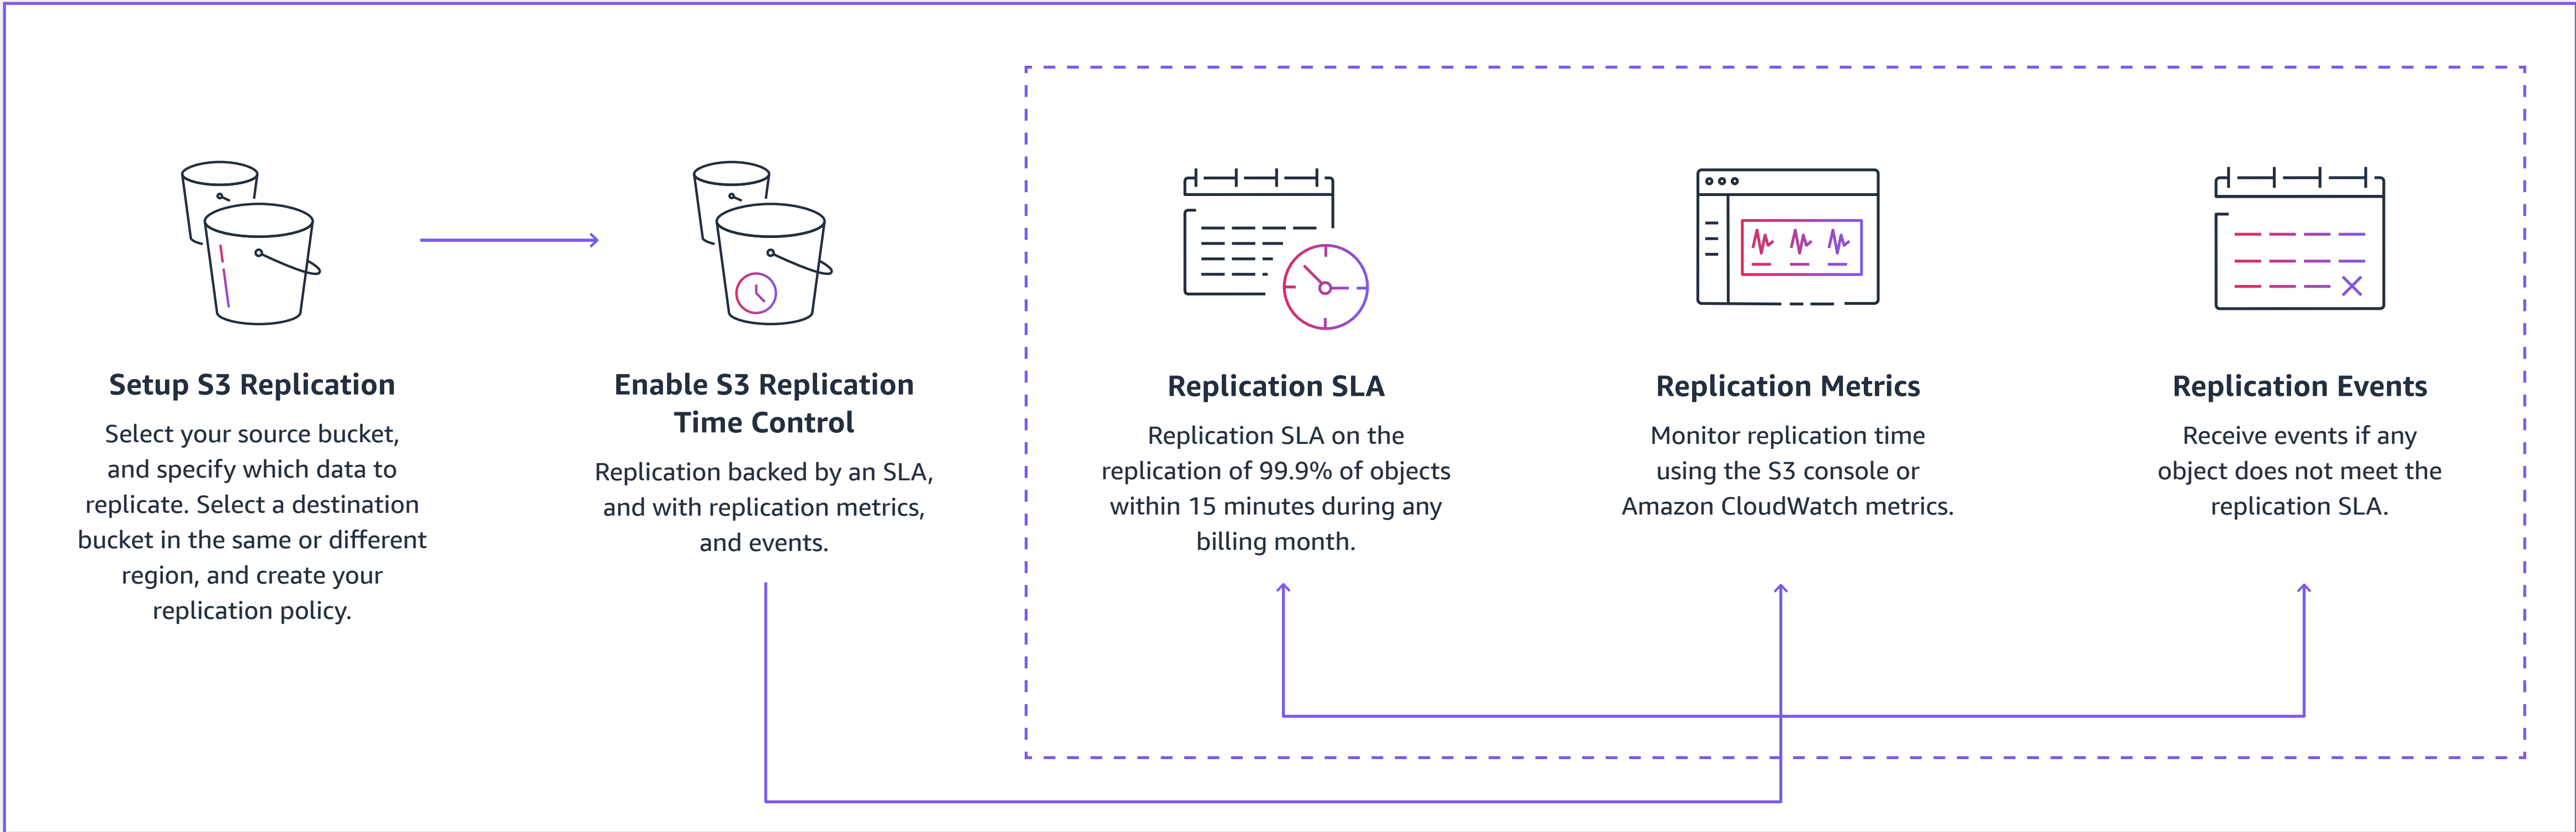 Setup S3 Replication
Select your source bucket,
and specify which data to
replicate. Select a destination
bucket in the same or different
region, and create your
replication policy.
Enable S3 Replication
Time Control
Replication backed by an SLA,
and with replication metrics,
and events.
Replication SLA
Replication SLA on the
replication of 99.9% of objects
within 15 minutes during any
billing month.
Replication Metrics
Monitor replication time
using the S3 console or
Amazon CloudWatch metrics.
Replication Events
Receive events if any
object does not meet the
replication SLA.